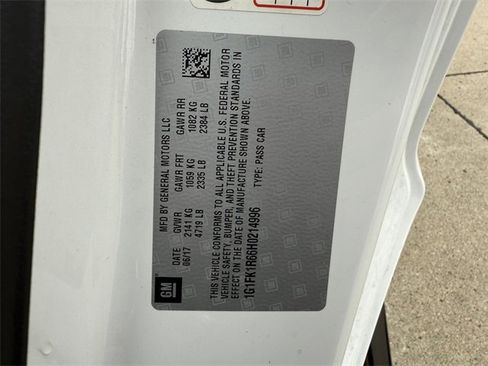 MFD BY GENERAL MOTORS LLC
DATE GVWR GAWR FRT GAWR RR
06/17 2141 KG 1059 KG 1082 KG
4719 LB 2335 LB 2384 LB
THIS VEHICLE CONFORMS TO ALL APPLICABLE U.S. FEDERAL MOTOR
VEHICLE SAFETY, BUMPER, AND THEFT PREVENTION STANDARDS IN
EFFECT ON THE DATE OF MANUFACTURE SHOWN ABOVE.
1G1FK1R66H0214996 TYPE: PASS CAR
GM